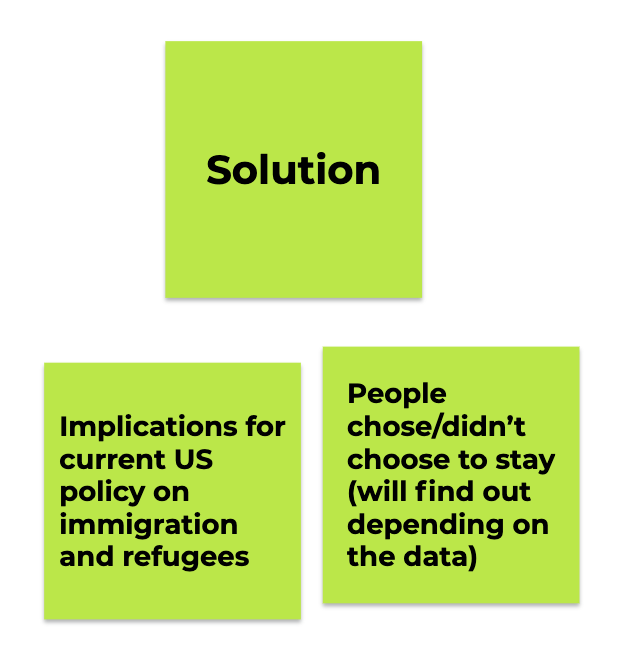 Solution
Implications for
current US
policy on
immigration
and refugees
People
chose/didn’t
choose to stay
(will find out
depending on
the data)